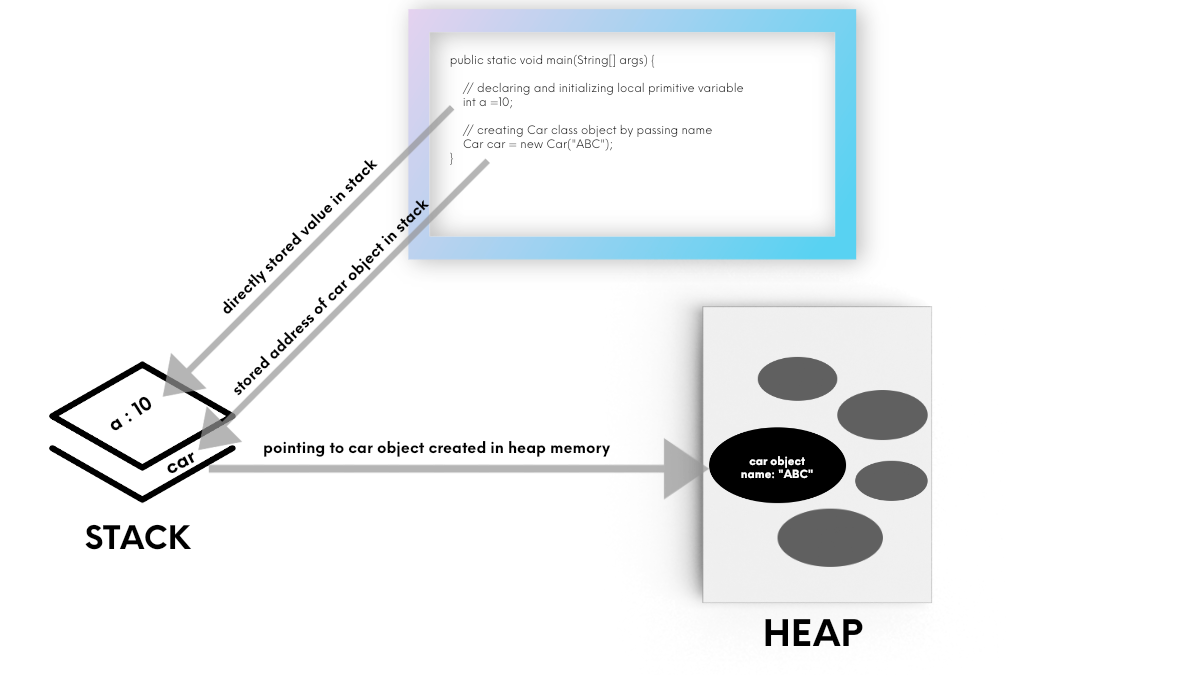 public static void main(String[] args) {
// declaring and initializing local primitive variable
int a =10;
// creating Car class object by passing name
Car car = new Car("ABC");
}
directly stored value in stack
stored address of car object in stack
a : 10
car
pointing to car object created in heap memory
car object
name: "ABC"
STACK
HEAP